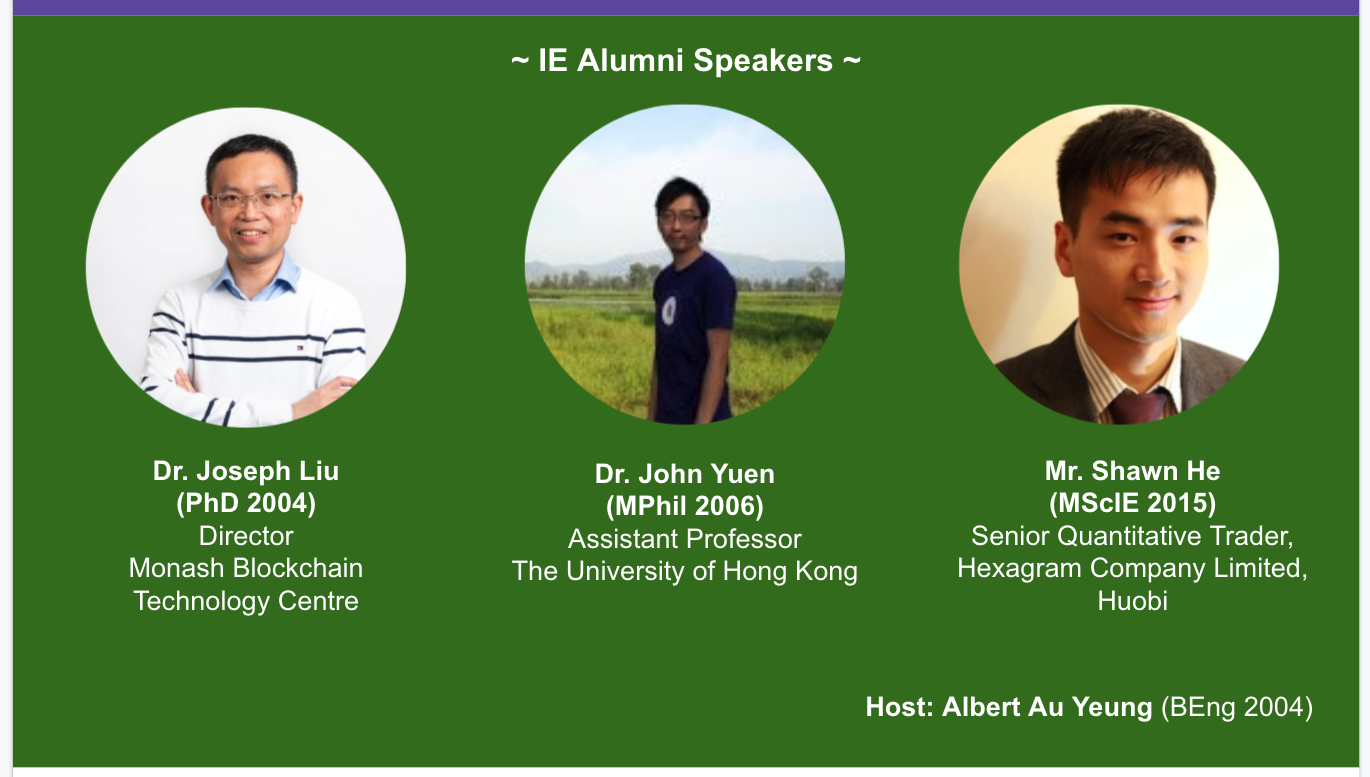 ~ IE Alumni Speakers ~
Dr. Joseph Liu
(PhD 2004)
Director
Monash Blockchain
Technology Centre
Dr. John Yuen
(MPhil 2006)
Assistant Professor
The University of Hong Kong
Mr. Shawn He
(MScIE 2015)
Senior Quantitative Trader,
Hexagram Company Limited,
Huobi
Host: Albert Au Yeung (BEng 2004)